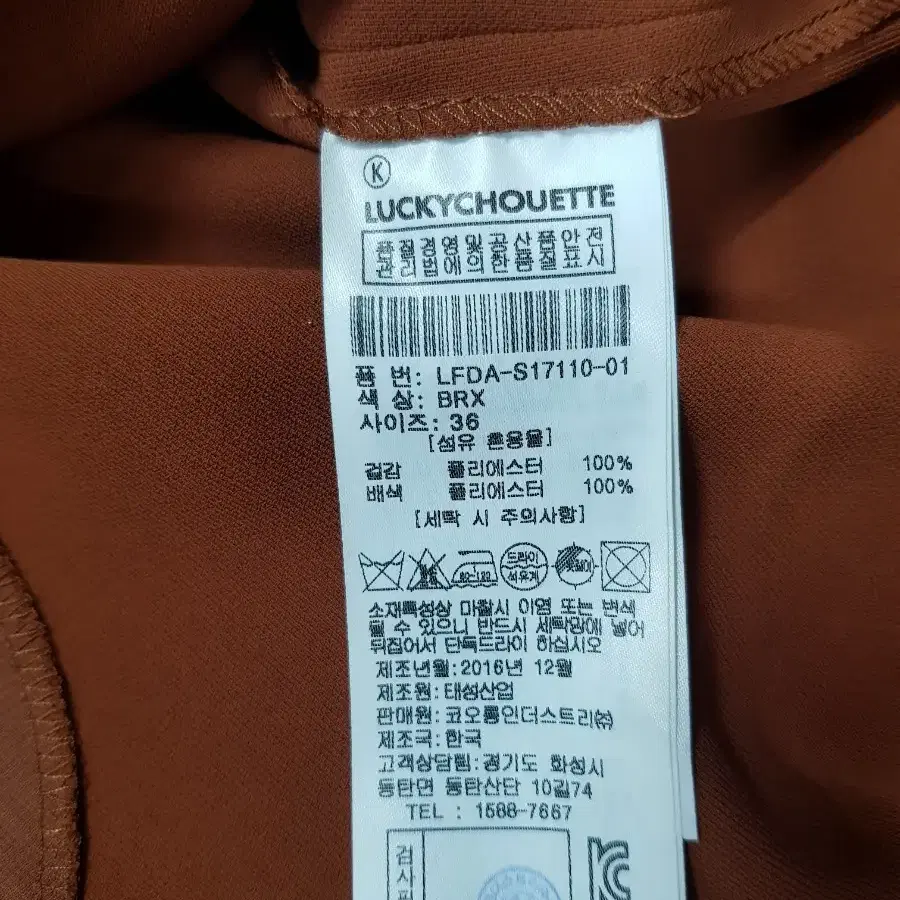 K
LUCKYCHOUETTE
품질경영및공산품안전
관리법에의한품질표시
품 번: LFDA-S17110-01
색 상: BRX
사이즈: 36
[섬유 혼용율]
겉감 폴리에스터 100%
배색 폴리에스터 100%
[세탁 시 주의사항]
80-120 드라이
석유계
소재특성상 마찰시 이염 또는 변색
될 수 있으니 반드시 세탁망에 넣어
뒤집어서 단독드라이 하십시오
제조년월:2016년 12월
제조원:태성산업
판매원:코오롱인더스트리㈜
제조국:한국
고객상담팀:경기도 화성시
동탄면 동탄산단 10길74
TEL : 1588-7667
검사